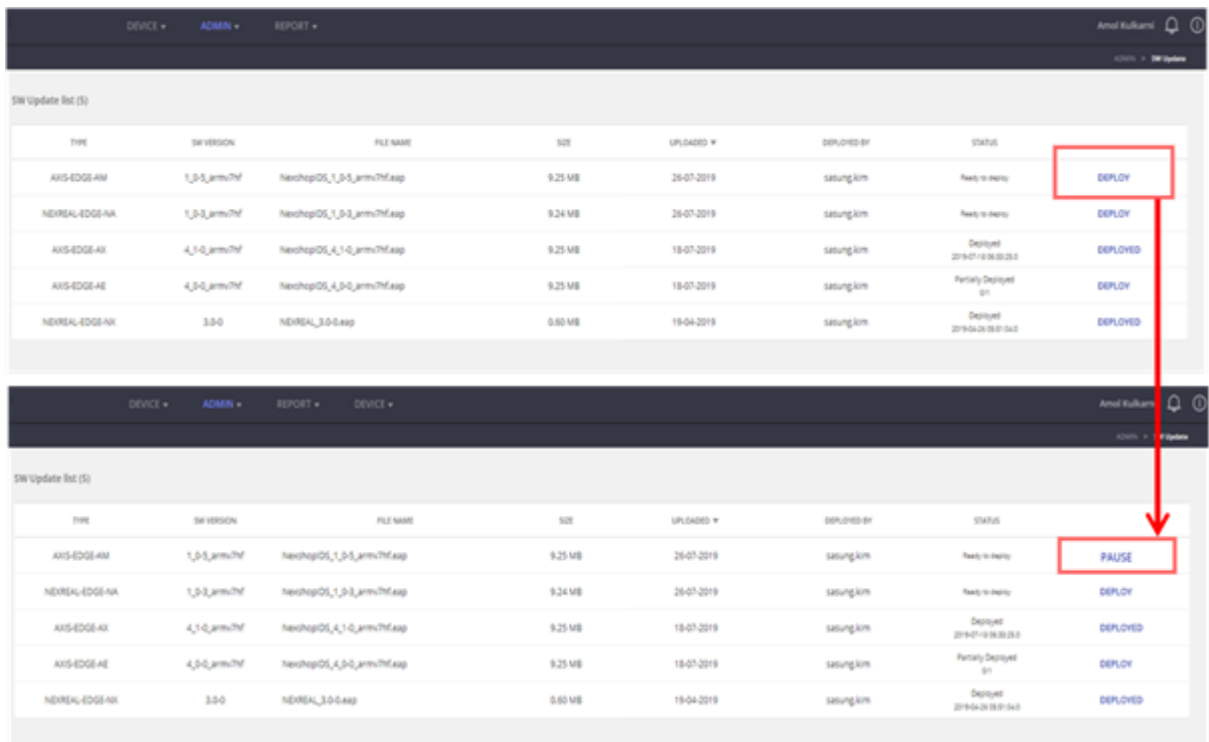 DEVICE ADMIN REPORT Amol Kulkarni
ADMIN > SW Update
SW Update list (5)
TYPE SW VERSION FILE NAME SIZE UPLOADED DEPLOYED BY STATUS
AXIS-EDGE-AM 1_0-5_armv7hf NexshopIDS_1_0-5_armv7hf.eap 9.25 MB 26-07-2019 sasung.kim Ready to deploy DEPLOY
NEXREAL-EDGE-NA 1_0-3_armv7hf NexshopIDS_1_0-3_armv7hf.eap 9.24 MB 26-07-2019 sasung.kim Ready to deploy DEPLOY
AXIS-EDGE-AX 4_1-0_armv7hf NexshopIDS_4_1-0_armv7hf.eap 9.25 MB 18-07-2019 sasung.kim Deployed DEPLOYED
AXIS-EDGE-AE 4_0-0_armv7hf NexshopIDS_4_0-0_armv7hf.eap 9.25 MB 18-07-2019 sasung.kim Partially Deployed DEPLOY
0/1
NEXREAL-EDGE-NX 3.0-0 NEXREAL_3.0-0.eap 0.60 MB 19-04-2019 sasung.kim Deployed DEPLOYED
DEVICE ADMIN REPORT DEVICE Amol Kulkarni
ADMIN > SW Update
SW Update list (5)
TYPE SW VERSION FILE NAME SIZE UPLOADED DEPLOYED BY STATUS
AXIS-EDGE-AM 1_0-5_armv7hf NexshopIDS_1_0-5_armv7hf.eap 9.25 MB 26-07-2019 sasung.kim Ready to deploy PAUSE
NEXREAL-EDGE-NA 1_0-3_armv7hf NexshopIDS_1_0-3_armv7hf.eap 9.24 MB 26-07-2019 sasung.kim Ready to deploy DEPLOY
AXIS-EDGE-AX 4_1-0_armv7hf NexshopIDS_4_1-0_armv7hf.eap 9.25 MB 18-07-2019 sasung.kim Deployed DEPLOYED
AXIS-EDGE-AE 4_0-0_armv7hf NexshopIDS_4_0-0_armv7hf.eap 9.25 MB 18-07-2019 sasung.kim Partially Deployed DEPLOY
0/1
NEXREAL-EDGE-NX 3.0-0 NEXREAL_3.0-0.eap 0.60 MB 19-04-2019 sasung.kim Deployed DEPLOYED